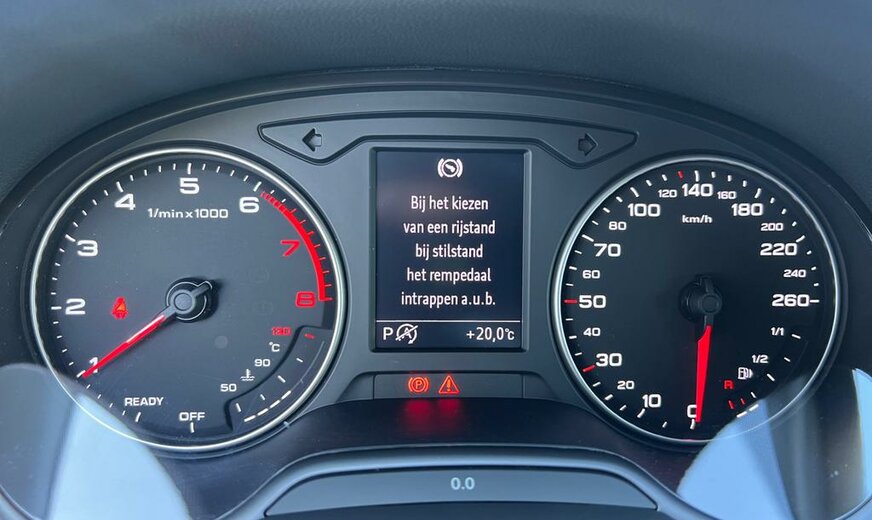 Bij het kiezen
van een rijstand
bij stilstand
het rempedaal
intrappen a.u.b.
P +20,0°c
1/min x 1000
1
2
3
4
5
6
7
8
READY
OFF
50
90
°C
130
km/h
0
10
20
30
40
50
60
70
80
100
120
140
160
180
200
220
240
260
1/1
1/2
R
P
0.0